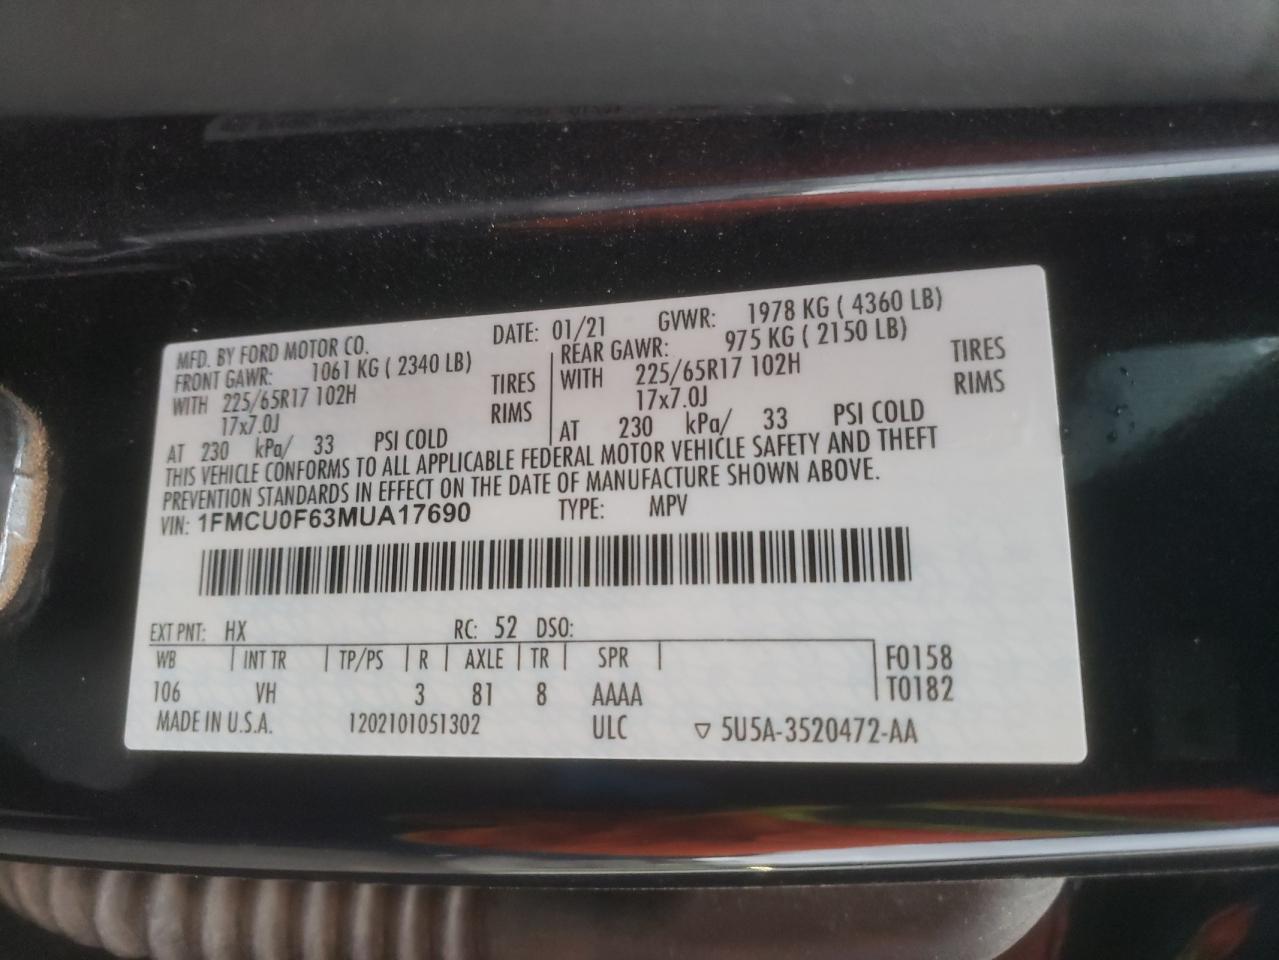 MFD. BY FORD MOTOR CO. DATE: 01/21 GVWR: 1978 KG ( 4360 LB)
FRONT GAWR: 1061 KG ( 2340 LB) REAR GAWR: 975 KG ( 2150 LB)
WITH 225/65R17 102H TIRES WITH 225/65R17 102H TIRES
17x7.0J RIMS 17x7.0J RIMS
AT 230 kPa/ 33 PSI COLD AT 230 kPa/ 33 PSI COLD
THIS VEHICLE CONFORMS TO ALL APPLICABLE FEDERAL MOTOR VEHICLE SAFETY AND THEFT
PREVENTION STANDARDS IN EFFECT ON THE DATE OF MANUFACTURE SHOWN ABOVE.
VIN: 1FMCU0F63MUA17690 TYPE: MPV
EXT PNT: HX RC: 52 DSO:
WB INT TR TP/PS R AXLE TR SPR F0158
106 VH 3 81 8 AAAA T0182
MADE IN U.S.A. 1202101051302 ULC ▽ 5U5A-3520472-AA